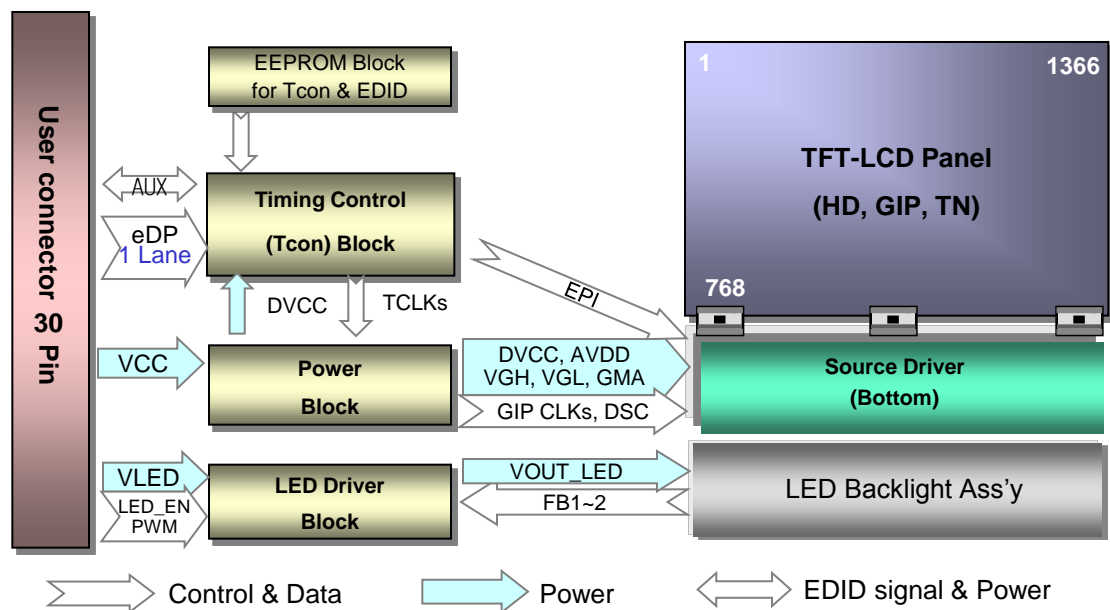 User connector 30 Pin
EEPROM Block
for Tcon & EDID
AUX
eDP
1 Lane
Timing Control
(Tcon) Block
DVCC
TCLKs
EPI
VCC
Power
Block
DVCC, AVDD
VGH, VGL, GMA
GIP CLKs, DSC
VLED
LED_EN
PWM
LED Driver
Block
VOUT_LED
FB1~2
1
1366
TFT-LCD Panel
(HD, GIP, TN)
768
Source Driver
(Bottom)
LED Backlight Ass'y
Control & Data
Power
EDID signal & Power